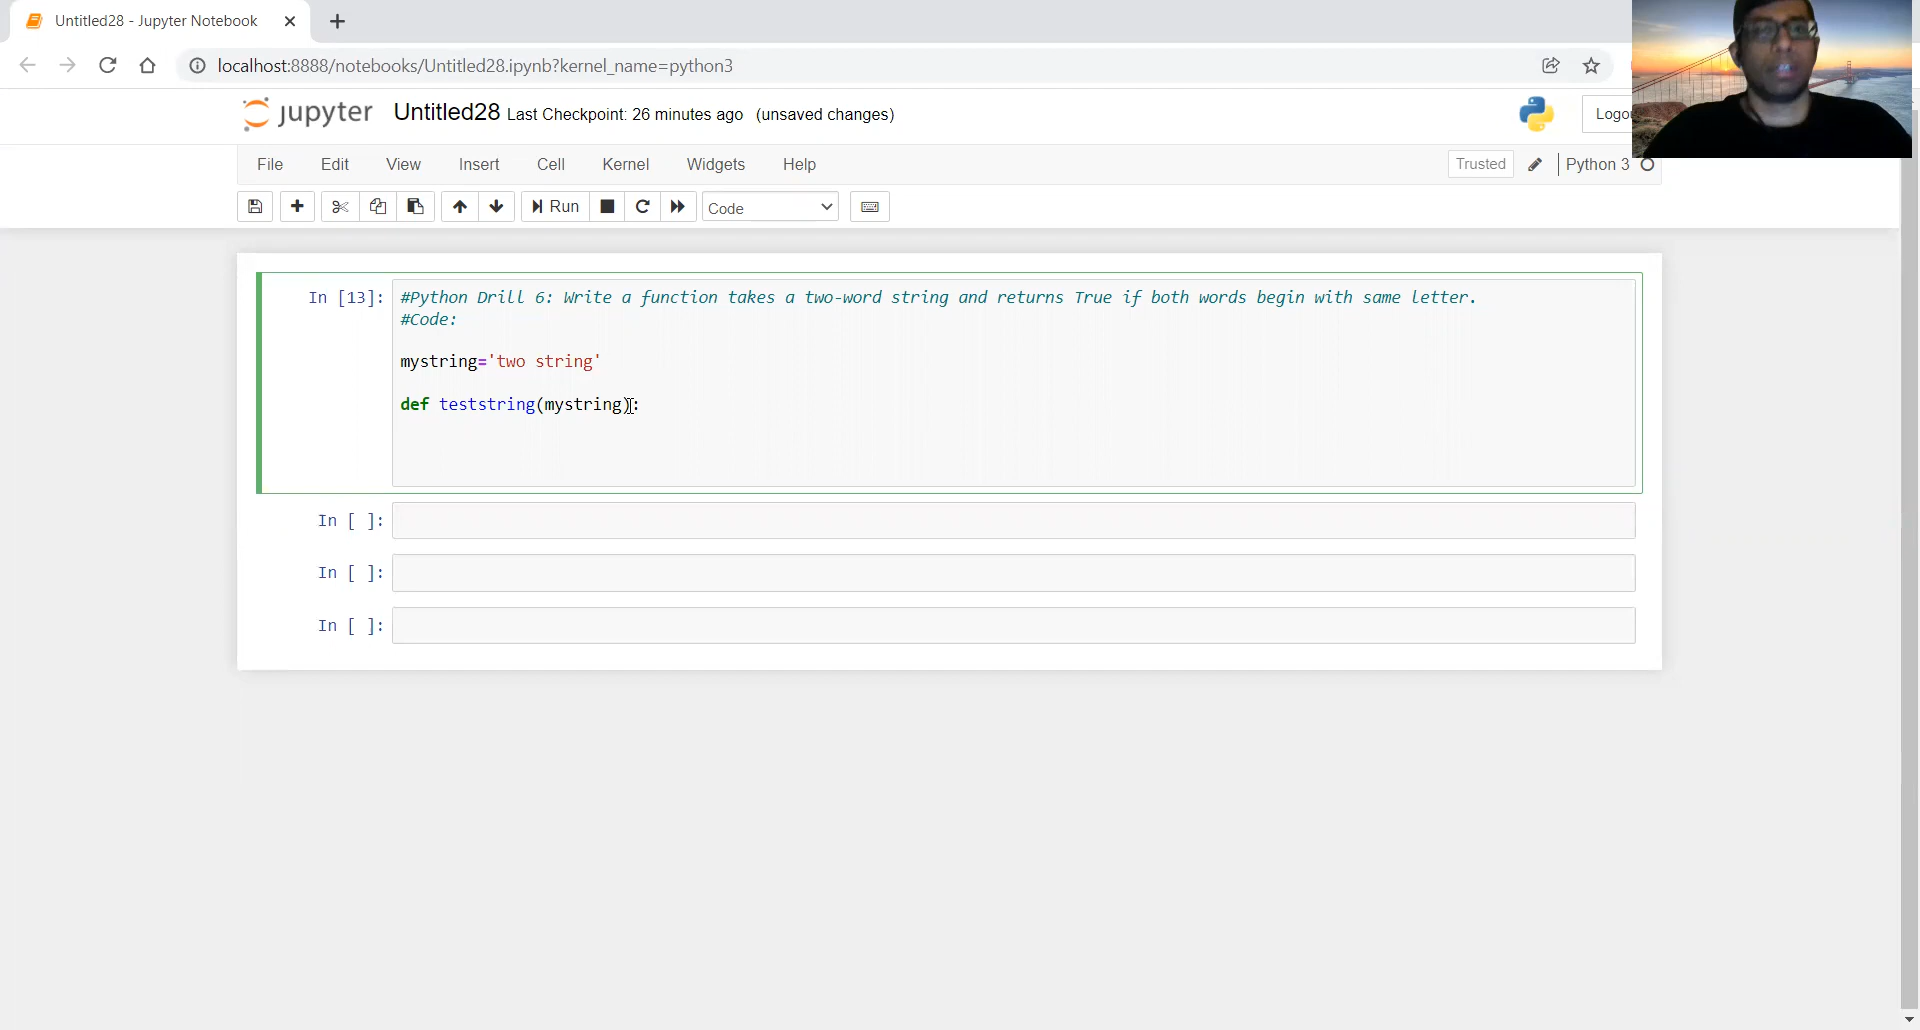 Untitled28 - Jupyter Notebook
localhost:8888/notebooks/Untitled28.ipynb?kernel_name=python3
jupyter Untitled28 Last Checkpoint: 26 minutes ago (unsaved changes)
Logo
File Edit View Insert Cell Kernel Widgets Help
Trusted Python 3
Run Code
In [13]: #Python Drill 6: Write a function takes a two-word string and returns True if both words begin with same letter.
#Code:
mystring='two string'
def teststring(mystring):
In [ ]:
In [ ]:
In [ ]: